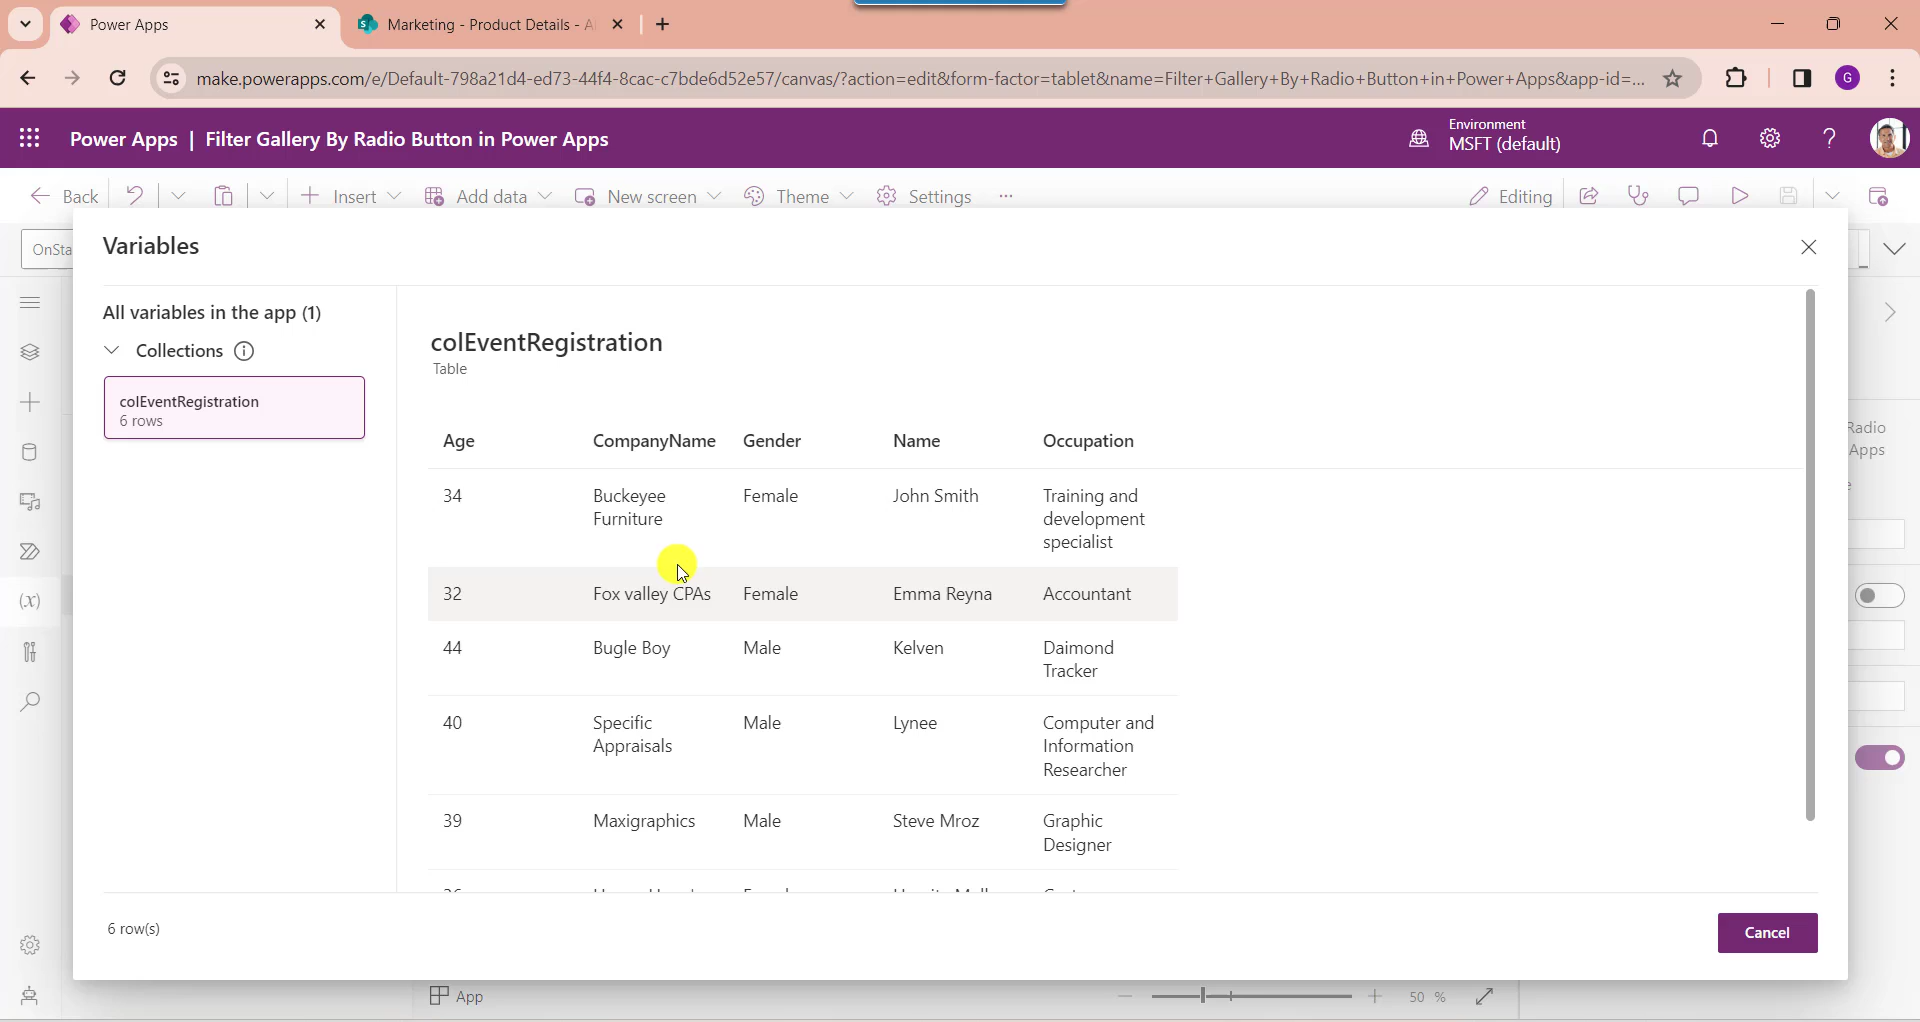 Power Apps
Marketing - Product Details - A
make.powerapps.com/e/Default-798a21d4-ed73-44f4-8cac-c7bde6d52e57/canvas/?action=edit&form-factor=tablet&name=Filter+Gallery+By+Radio+Button+in+Power+Apps&app-id=...
G
Power Apps | Filter Gallery By Radio Button in Power Apps
Environment
MSFT (default)
Back
Insert
Add data
New screen
Theme
Settings
...
Editing
OnSta
Variables
All variables in the app (1)
Collections
colEventRegistration
6 rows
colEventRegistration
Table
Age CompanyName Gender Name Occupation
34 Buckeyee Female John Smith Training and
Furniture development
specialist
32 Fox valley CPAs Female Emma Reyna Accountant
44 Bugle Boy Male Kelven Daimond
Tracker
40 Specific Male Lynee Computer and
Appraisals Information
Researcher
39 Maxigraphics Male Steve Mroz Graphic
Designer
Radio
Apps
6 row(s)
Cancel
App
50 %